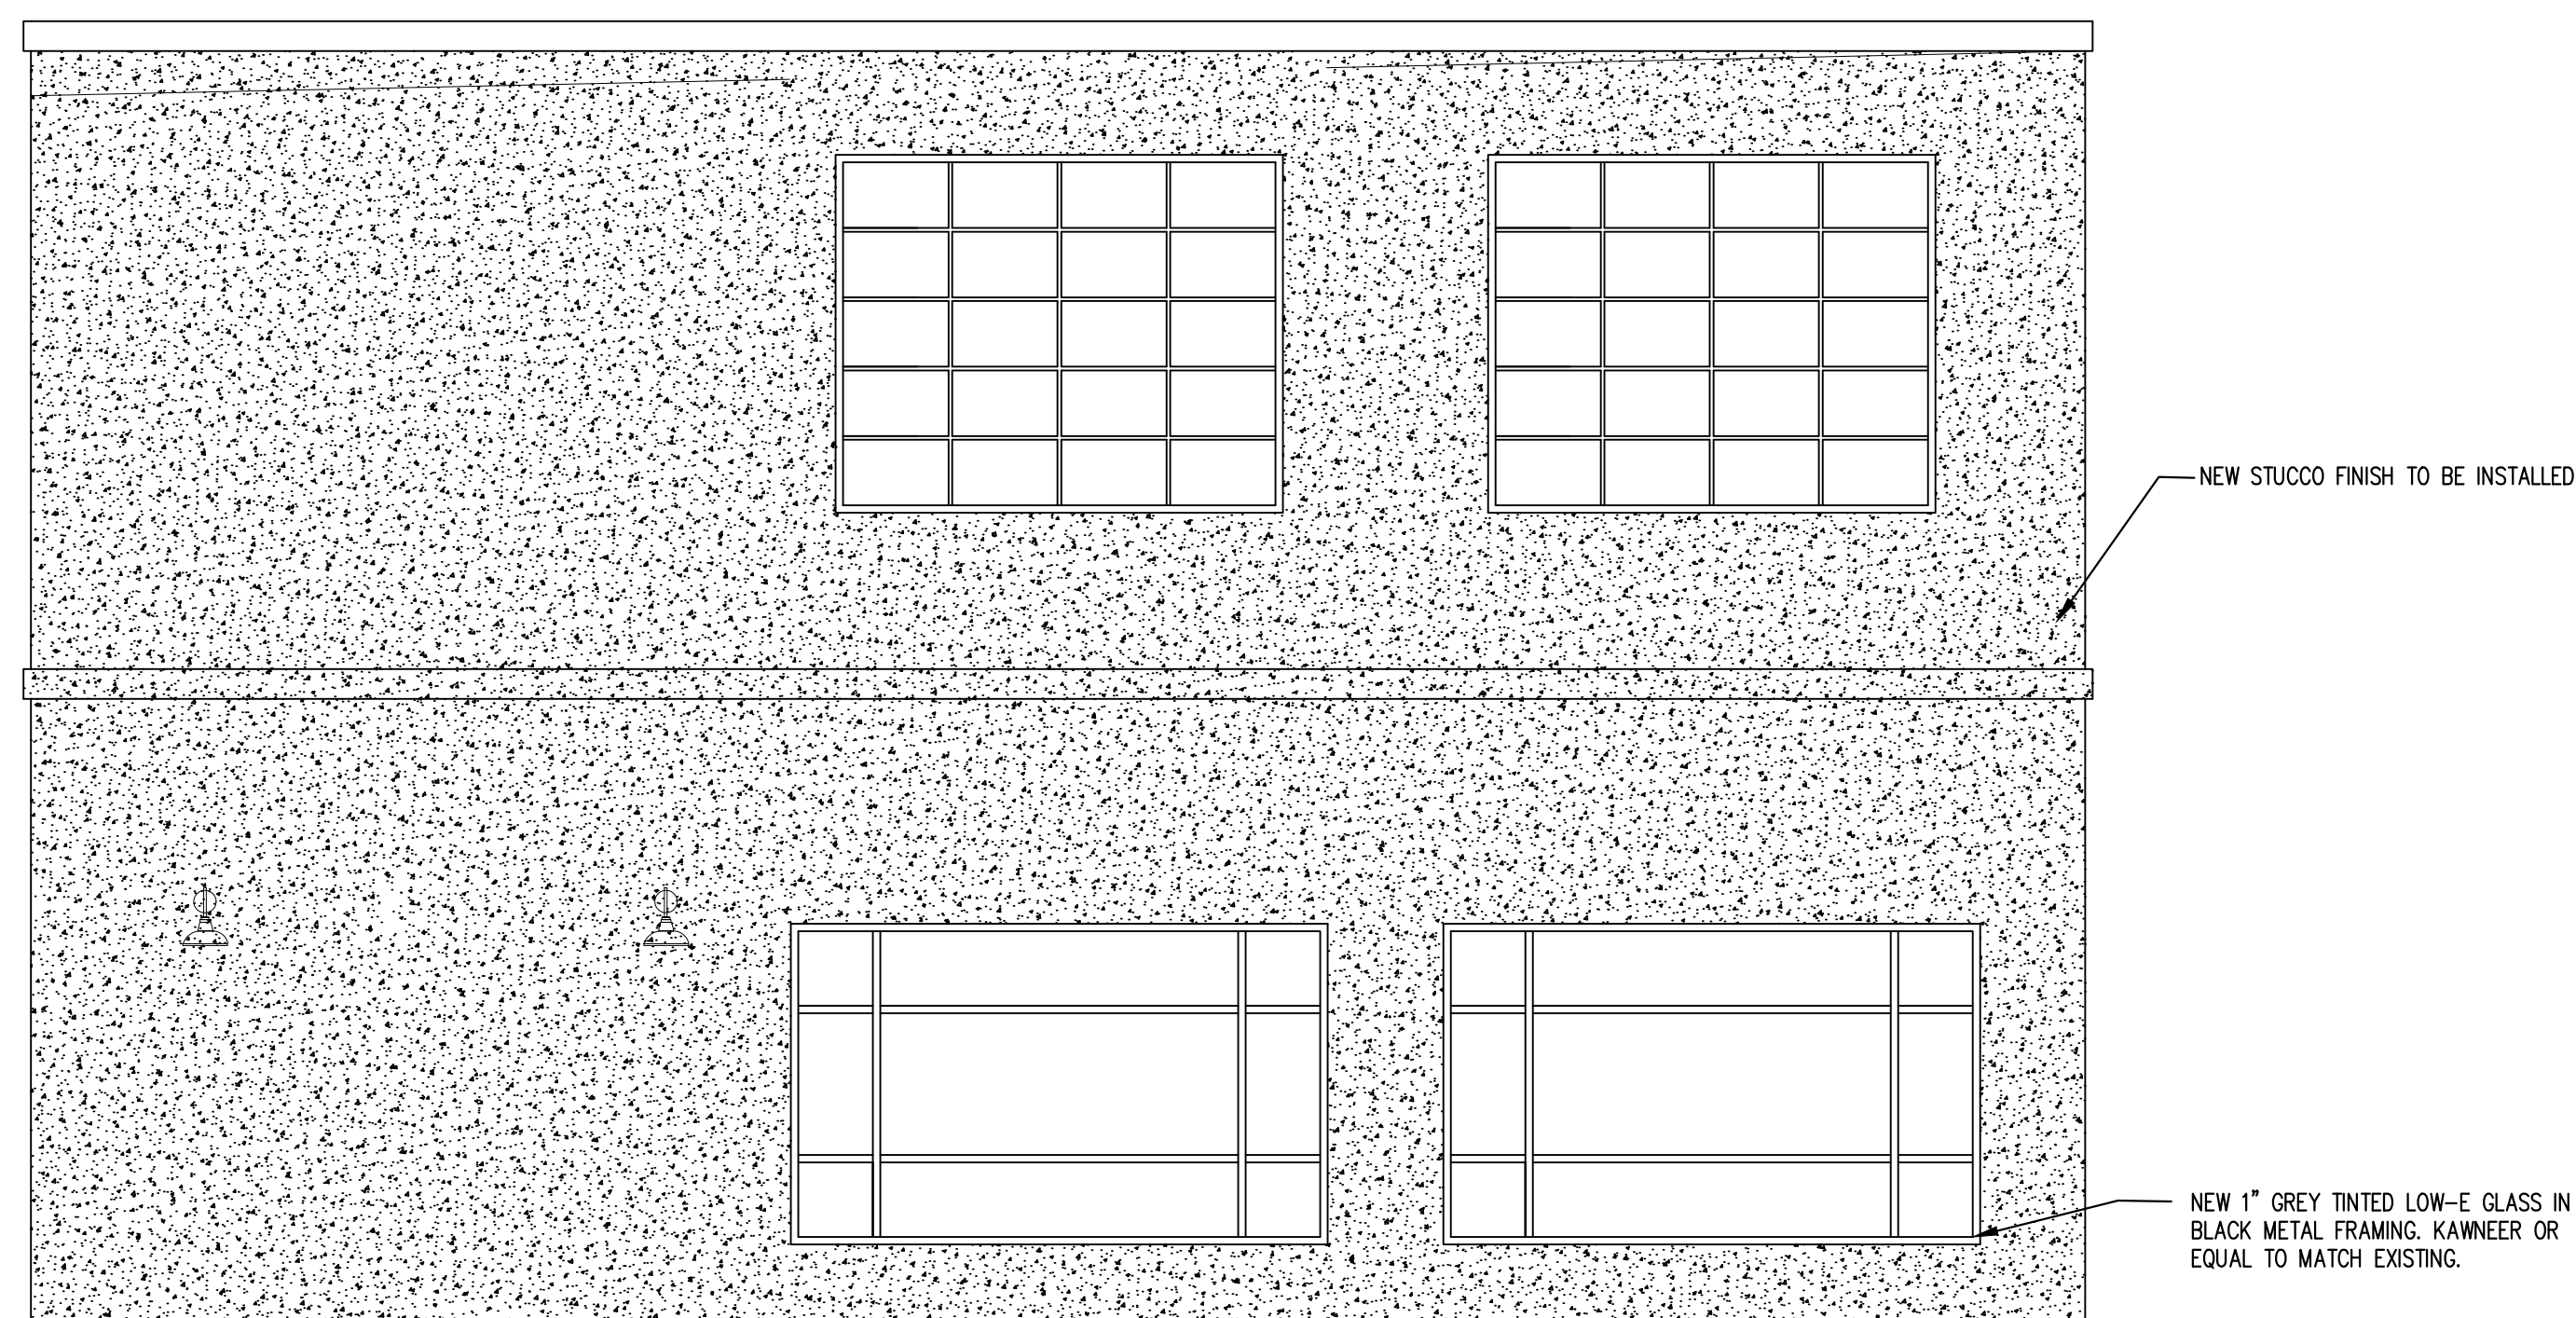 NEW STUCCO FINISH TO BE INSTALLED
NEW 1" GREY TINTED LOW-E GLASS IN
BLACK METAL FRAMING. KAWNEER OR
EQUAL TO MATCH EXISTING.